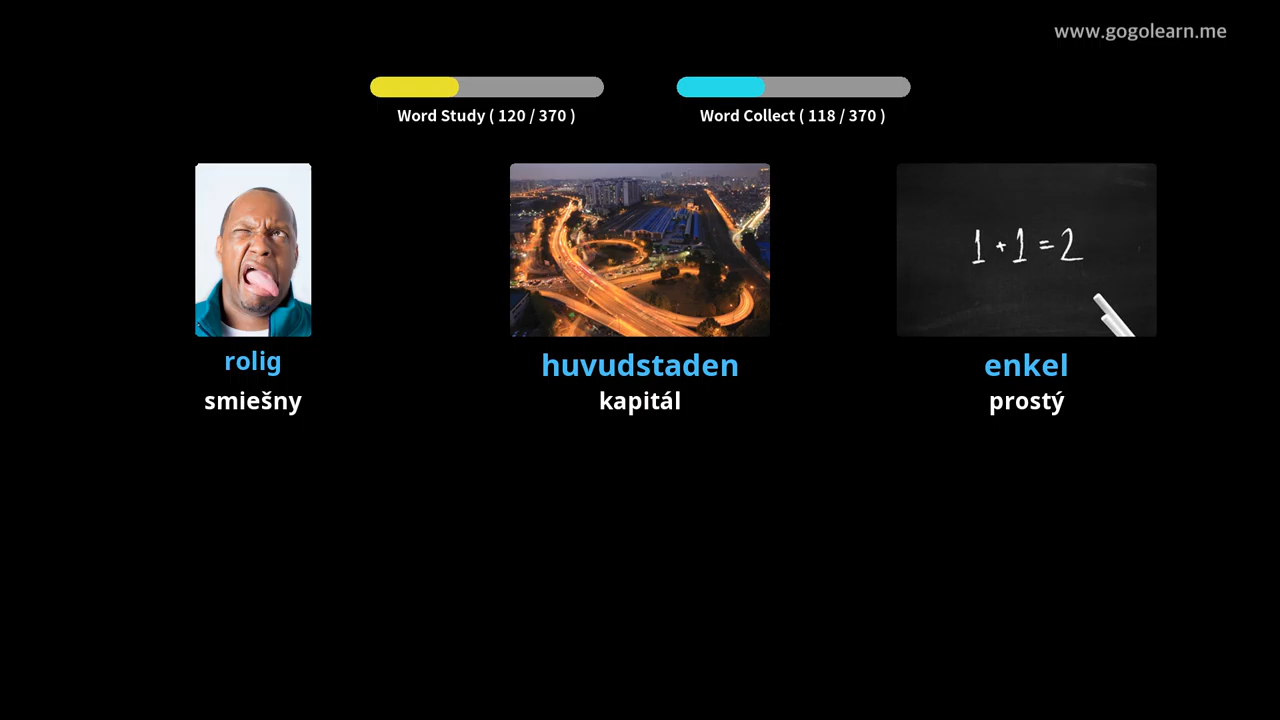 www.gogolearn.me
Word Study ( 120 / 370 )
Word Collect ( 118 / 370 )
1 + 1 = 2
rolig
huvudstaden
enkel
smiešny
kapitál
prostý